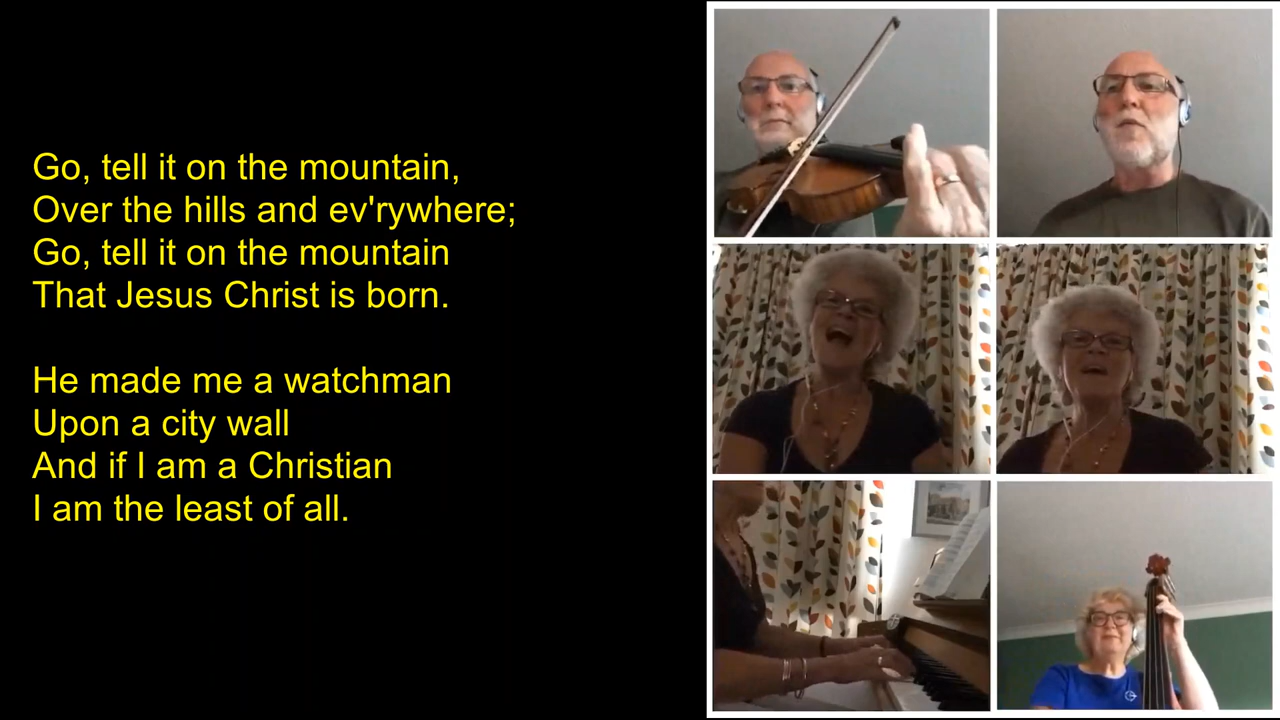 Go, tell it on the mountain,
Over the hills and ev'rywhere;
Go, tell it on the mountain
That Jesus Christ is born.
He made me a watchman
Upon a city wall
And if I am a Christian
I am the least of all.